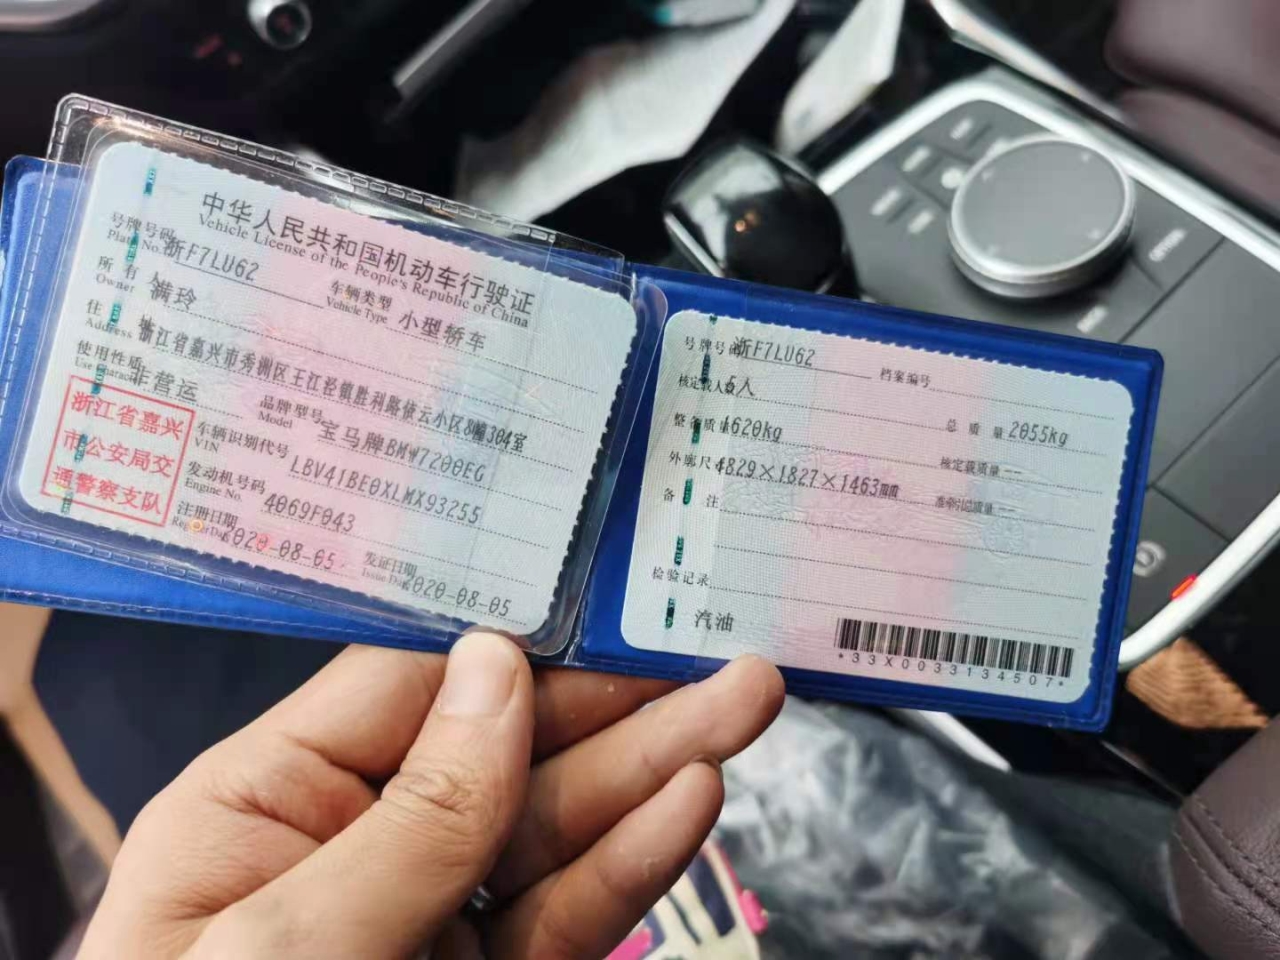 中华人民共和国机动车行驶证
Vehicle License of the People's Republic of China
号牌号码 浙F7LU62
Plate No.
车辆类型 小型轿车
Vehicle Type
所有人
Owner
玲
住
Address
浙江省嘉兴市秀洲区王江泾镇胜利路 云小区8幢304室
使用性质 非营运
Use Character
品牌型号 宝马牌BMW7200EG
Model
车辆识别代号 LBV41BE0XLMX93255
VIN
发动机号码 4069F043
Engine No.
注册日期 2020-08-05
Register Date
发证日期 2020-08-05
Issue Date
浙江省嘉兴
市公安局交
通警察支队
号牌号码 浙F7LU62
档案编号
核定载人数 5人
整备质量 1620kg
总质量 2055kg
核定载质量 --
外廓尺寸 4829×1827×1463mm
准牵引总质量 --
备注
检验记录
汽油
*33X0033134507*